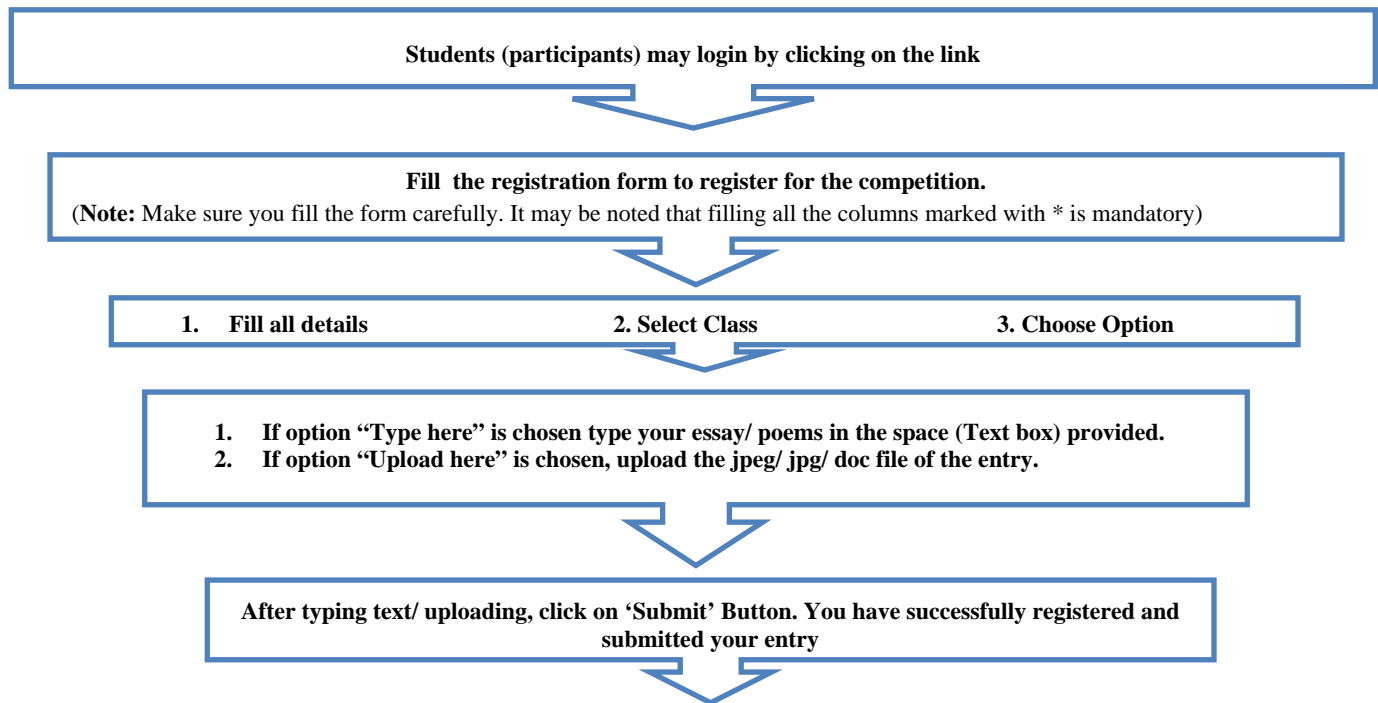 Students (participants) may login by clicking on the link
Fill the registration form to register for the competition.
(Note: Make sure you fill the form carefully. It may be noted that filling all the columns marked with * is mandatory)
1. Fill all details 2. Select Class 3. Choose Option
1. If option “Type here” is chosen type your essay/ poems in the space (Text box) provided.
2. If option “Upload here” is chosen, upload the jpeg/ jpg/ doc file of the entry.
After typing text/ uploading, click on ‘Submit’ Button. You have successfully registered and
submitted your entry